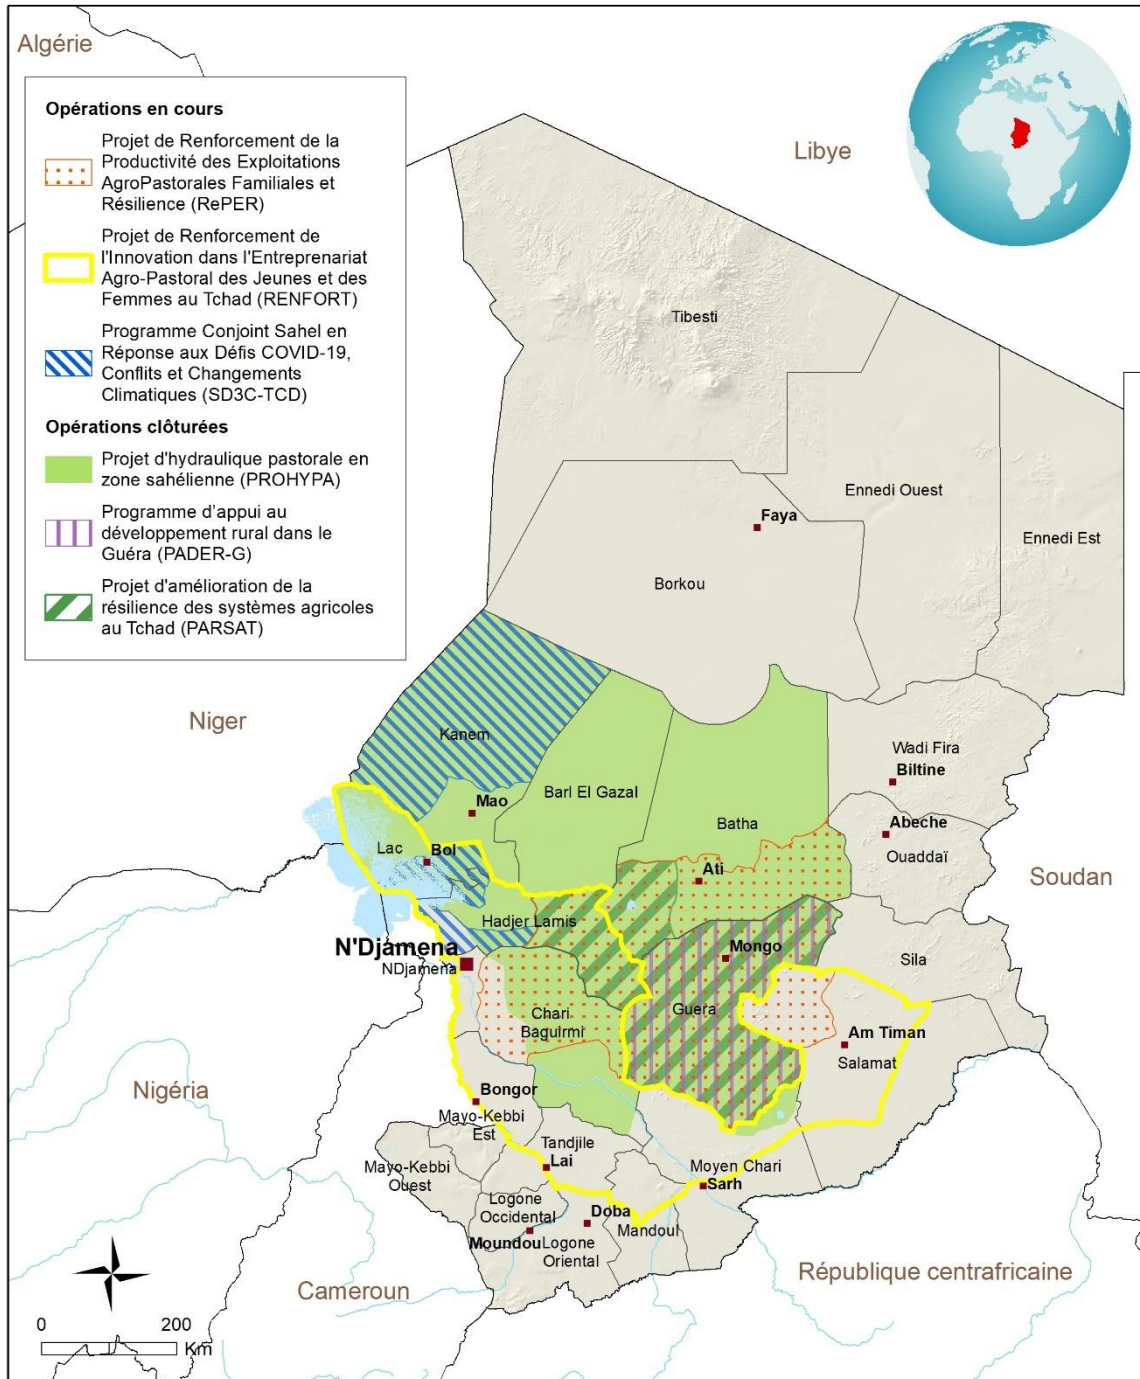 Algérie
Libye
Opérations en cours
Projet de Renforcement de la
Productivité des Exploitations
AgroPastorales Familiales et
Résilience (RePER)
Projet de Renforcement de
l'Innovation dans l'Entreprenariat
Agro-Pastoral des Jeunes et des
Femmes au Tchad (RENFORT)
Programme Conjoint Sahel en
Réponse aux Défis COVID-19,
Conflits et Changements
Climatiques (SD3C-TCD)
Opérations clôturées
Projet d'hydraulique pastorale en
zone sahélienne (PROHYPA)
Programme d'appui au
développement rural dans le
Guéra (PADER-G)
Projet d'amélioration de la
résilience des systèmes agricoles
au Tchad (PARSAT)
Tibesti
Ennedi Ouest
Faya
Ennedi Est
Borkou
Niger
Kanem
Wadi Fira
Biltine
Mao
Barl El Gazal
Batha
Abeche
Lac
Bol
Ouaddaï
Ati
Soudan
Hadjer Lamis
N'Djamena
NDjamena
Mongo
Sila
Guera
Chari
Baguirmi
Am Timan
Salamat
Nigéria
Bongor
Mayo-Kebbi
Est
Tandjile
Lai
Mayo-Kebbi
Ouest
Moyen Chari
Sarh
Logone
Occidental
Doba
Mandoul
Moundou
Logone
Oriental
Cameroun
République centrafricaine
0 200
Km